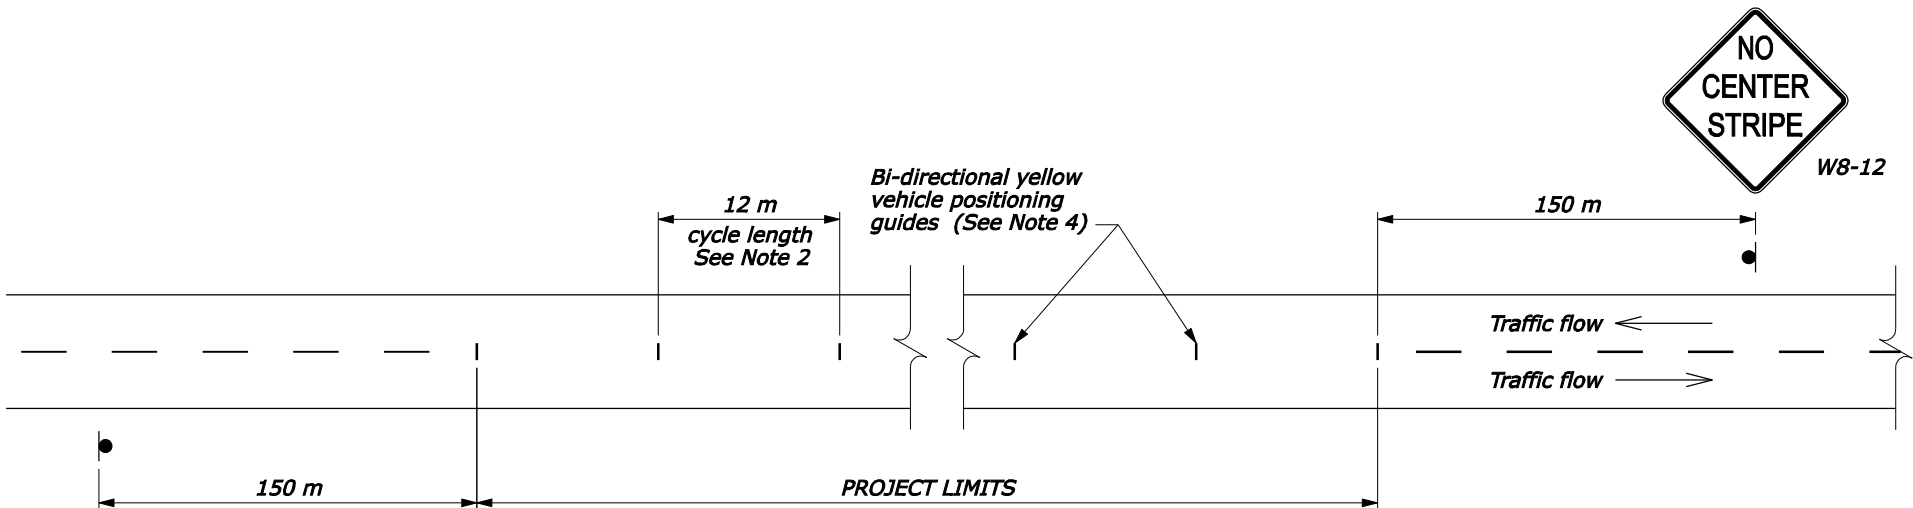 NO
CENTER
STRIPE
W8-12
Bi-directional yellow
vehicle positioning
guides (See Note 4)
12 m
cycle length
See Note 2
150 m
Traffic flow
Traffic flow
150 m
PROJECT LIMITS